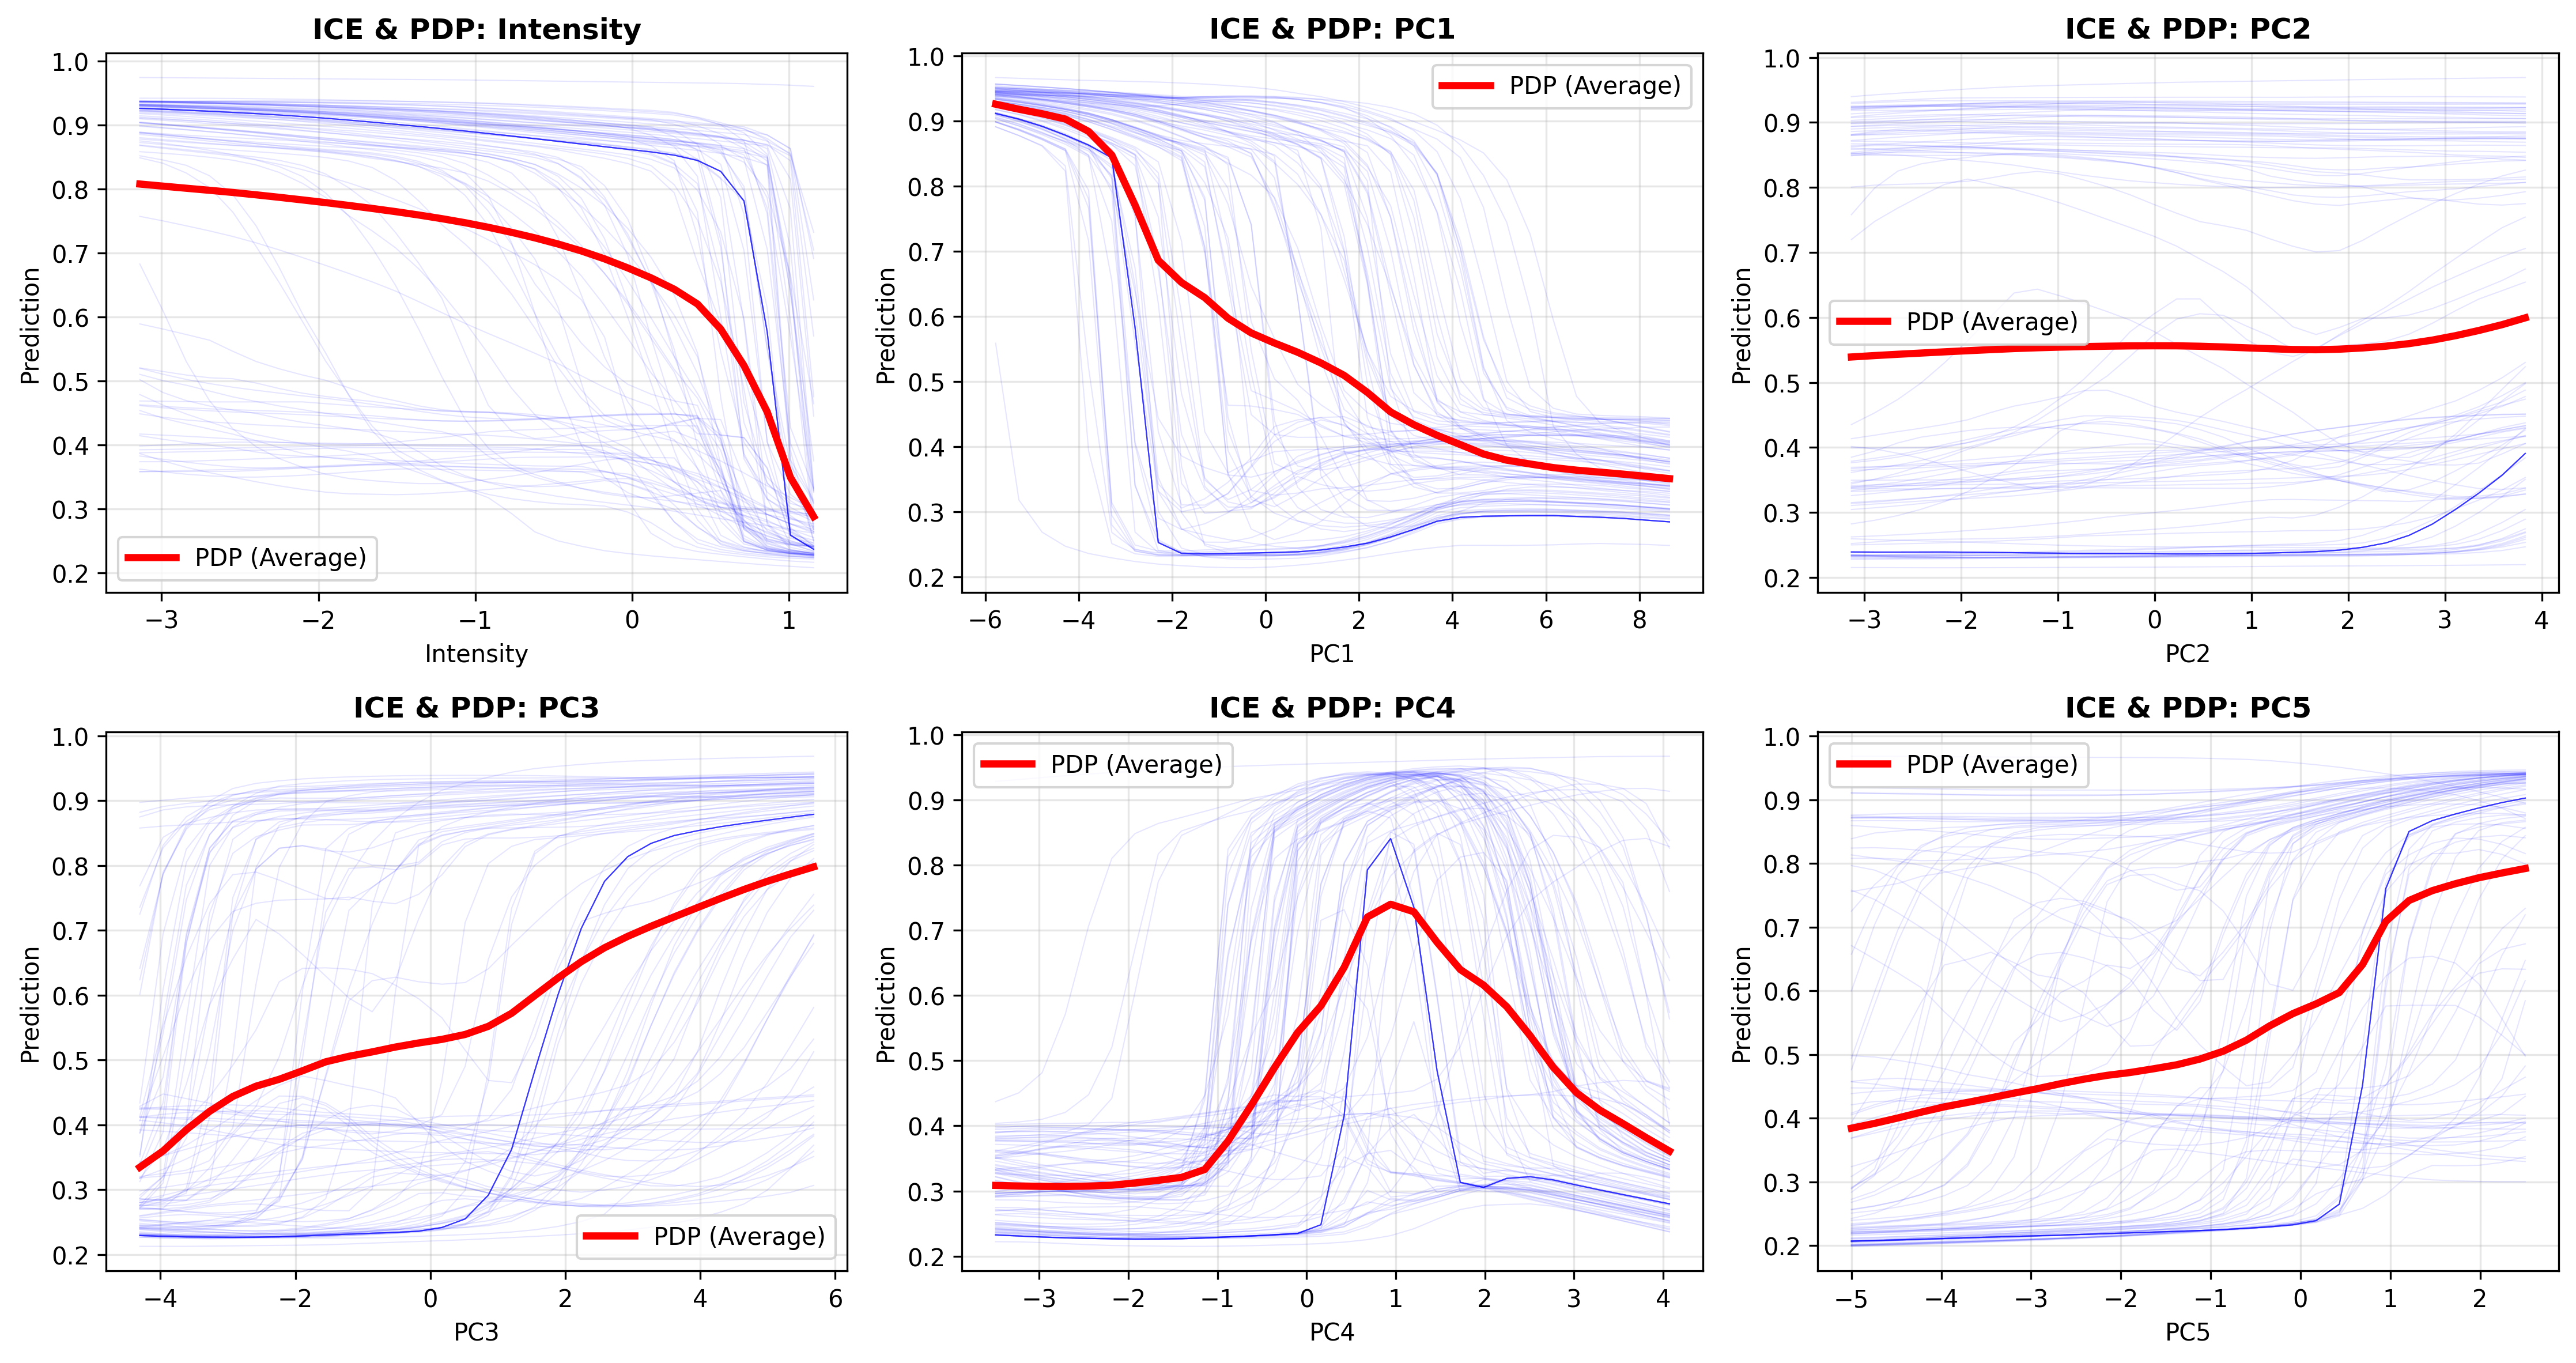 ICE & PDP: Intensity
1.0
0.9
0.8
0.7
0.6
0.5
0.4
0.3
0.2
Prediction
PDP (Average)
−3 −2 −1 0 1
Intensity
ICE & PDP: PC1
1.0
0.9
0.8
0.7
0.6
0.5
0.4
0.3
0.2
Prediction
PDP (Average)
−6 −4 −2 0 2 4 6 8
PC1
ICE & PDP: PC2
1.0
0.9
0.8
0.7
0.6
0.5
0.4
0.3
0.2
Prediction
PDP (Average)
−3 −2 −1 0 1 2 3 4
PC2
ICE & PDP: PC3
1.0
0.9
0.8
0.7
0.6
0.5
0.4
0.3
0.2
Prediction
PDP (Average)
−4 −2 0 2 4 6
PC3
ICE & PDP: PC4
1.0
0.9
0.8
0.7
0.6
0.5
0.4
0.3
0.2
Prediction
PDP (Average)
−3 −2 −1 0 1 2 3 4
PC4
ICE & PDP: PC5
1.0
0.9
0.8
0.7
0.6
0.5
0.4
0.3
0.2
Prediction
PDP (Average)
−5 −4 −3 −2 −1 0 1 2
PC5